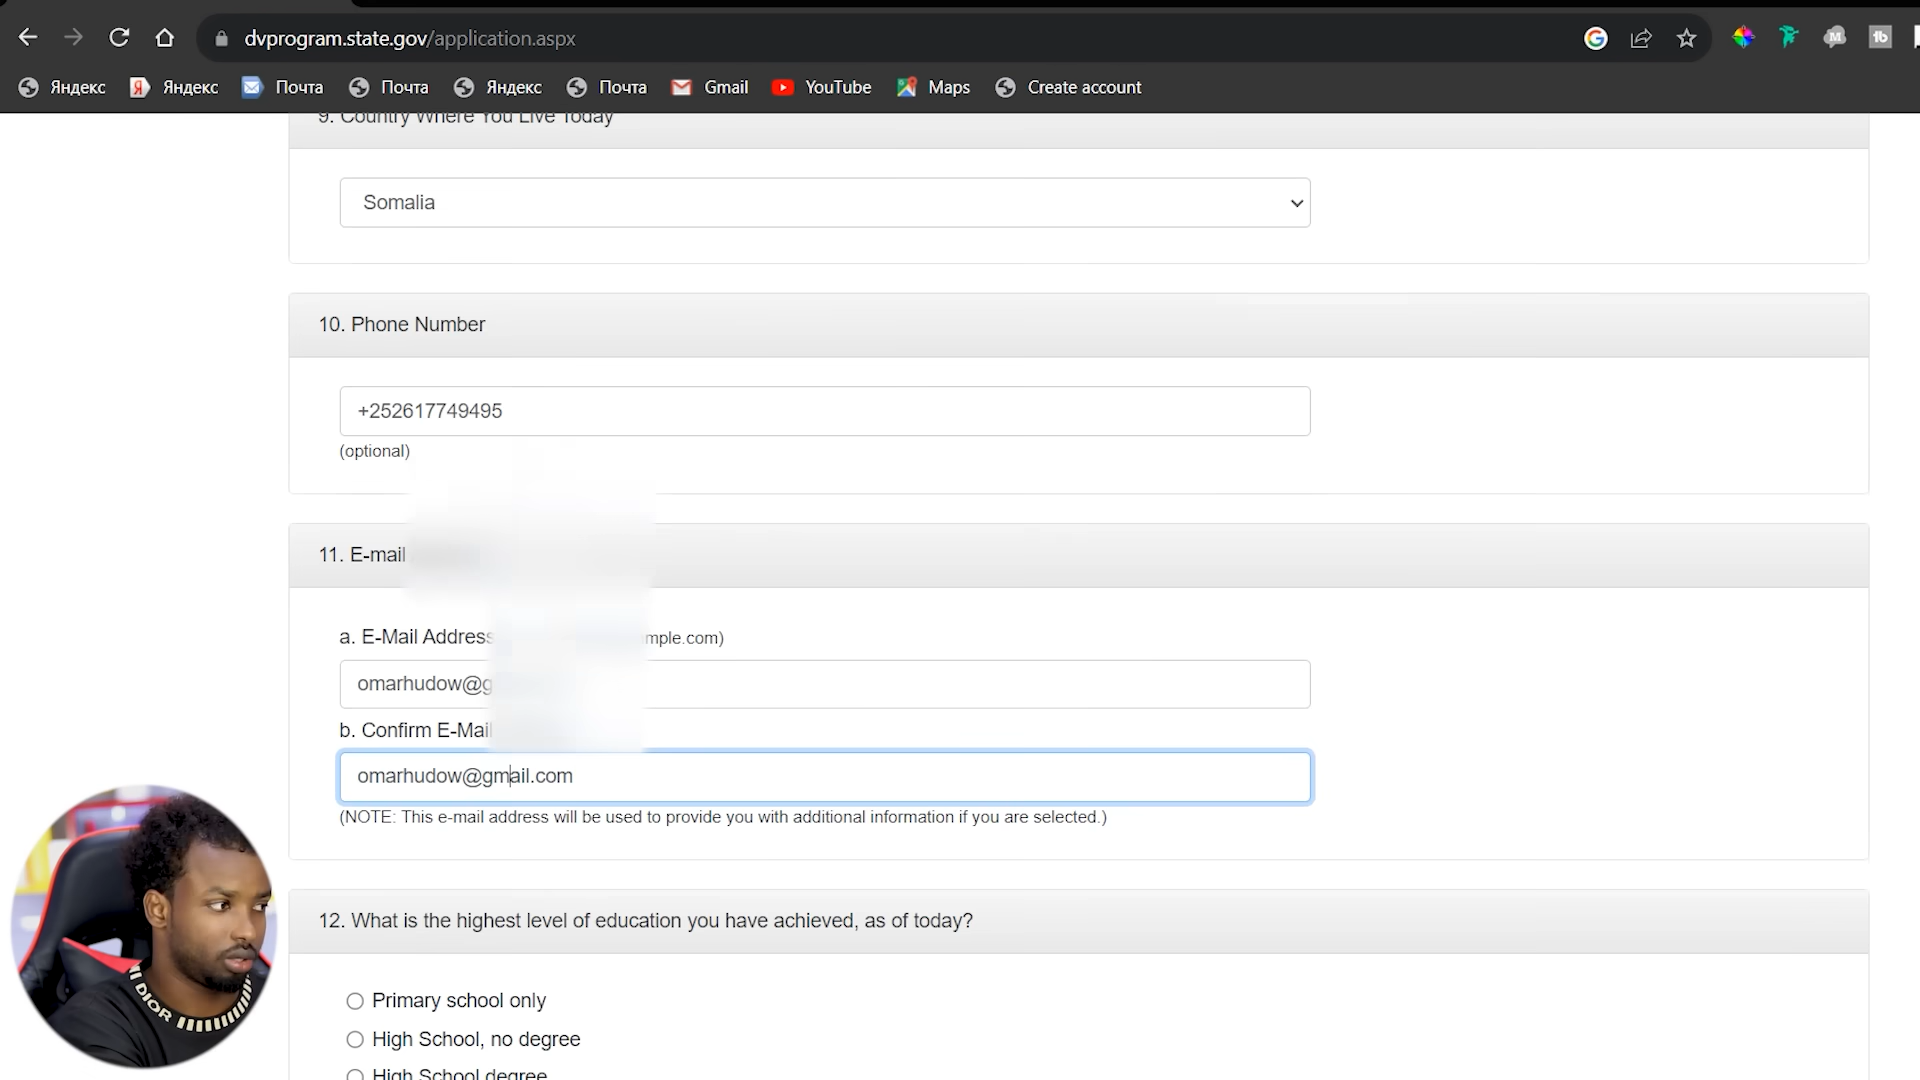 dvprogram.state.gov/application.aspx
Яндекс Яндекс Почта Почта Яндекс Почта Gmail YouTube Maps Create account
9. Country Where You Live Today
Somalia
10. Phone Number
+252617749495
(optional)
11. E-mail
a. E-Mail Address mple.com)
omarhudow@g
b. Confirm E-Mail
omarhudow@gmail.com
(NOTE: This e-mail address will be used to provide you with additional information if you are selected.)
12. What is the highest level of education you have achieved, as of today?
Primary school only
High School, no degree
High School degree
DIOR